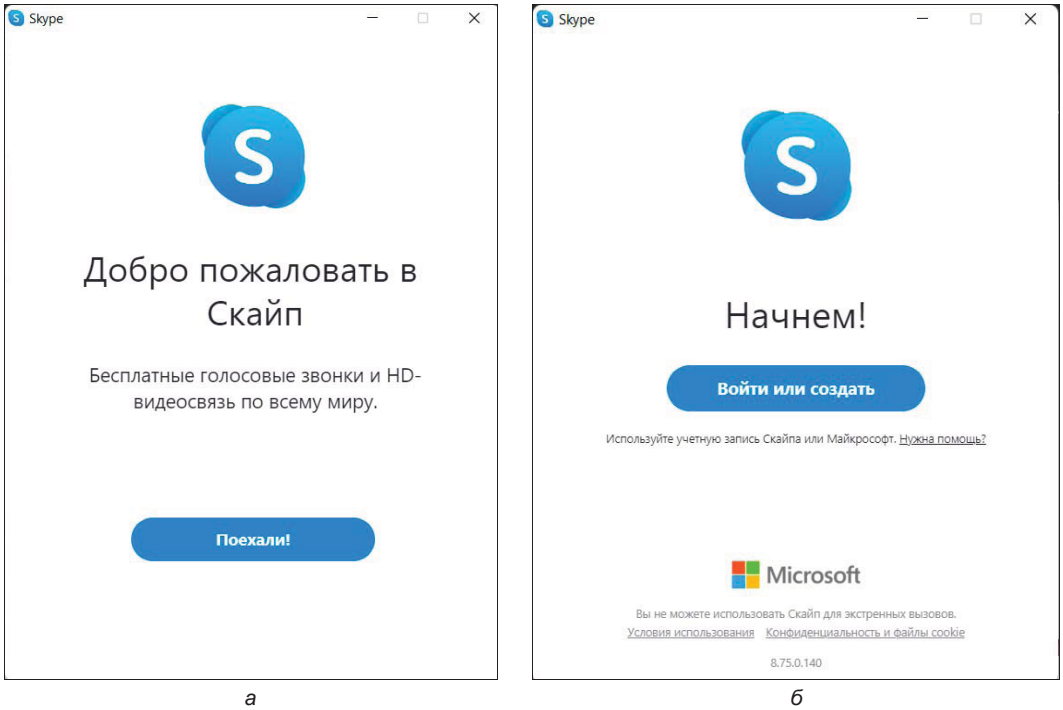 Skype
S
Добро пожаловать в
Скайп
Бесплатные голосовые звонки и HD-
видеосвязь по всему миру.
Поехали!
а
Skype
S
Начнем!
Войти или создать
Используйте учетную запись Скайпа или Майкрософт. Нужна помощь?
Microsoft
Вы не можете использовать Скайп для экстренных вызовов.
Условия использования Конфиденциальность и файлы cookie
8.75.0.140
б